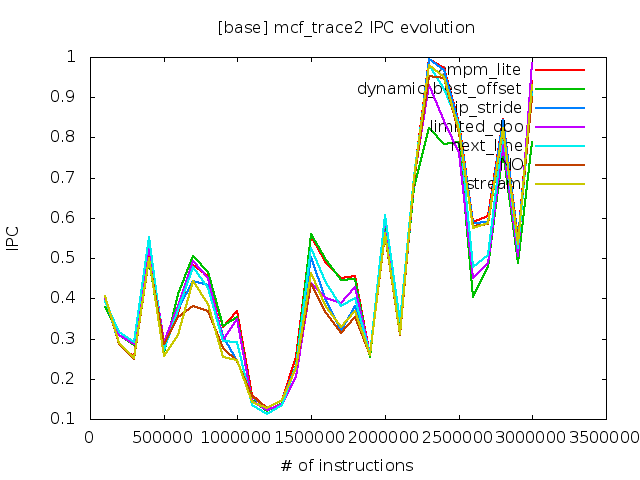 [base] mcf_trace2 IPC evolution
1
0.9
0.8
0.7
0.6
0.5
0.4
0.3
0.2
0.1
IPC
mpm_lite
dynamic_best_offset
ip_stride
limited_obo
next_line
NO
stream
0 500000 1000000 1500000 2000000 2500000 3000000 3500000
# of instructions